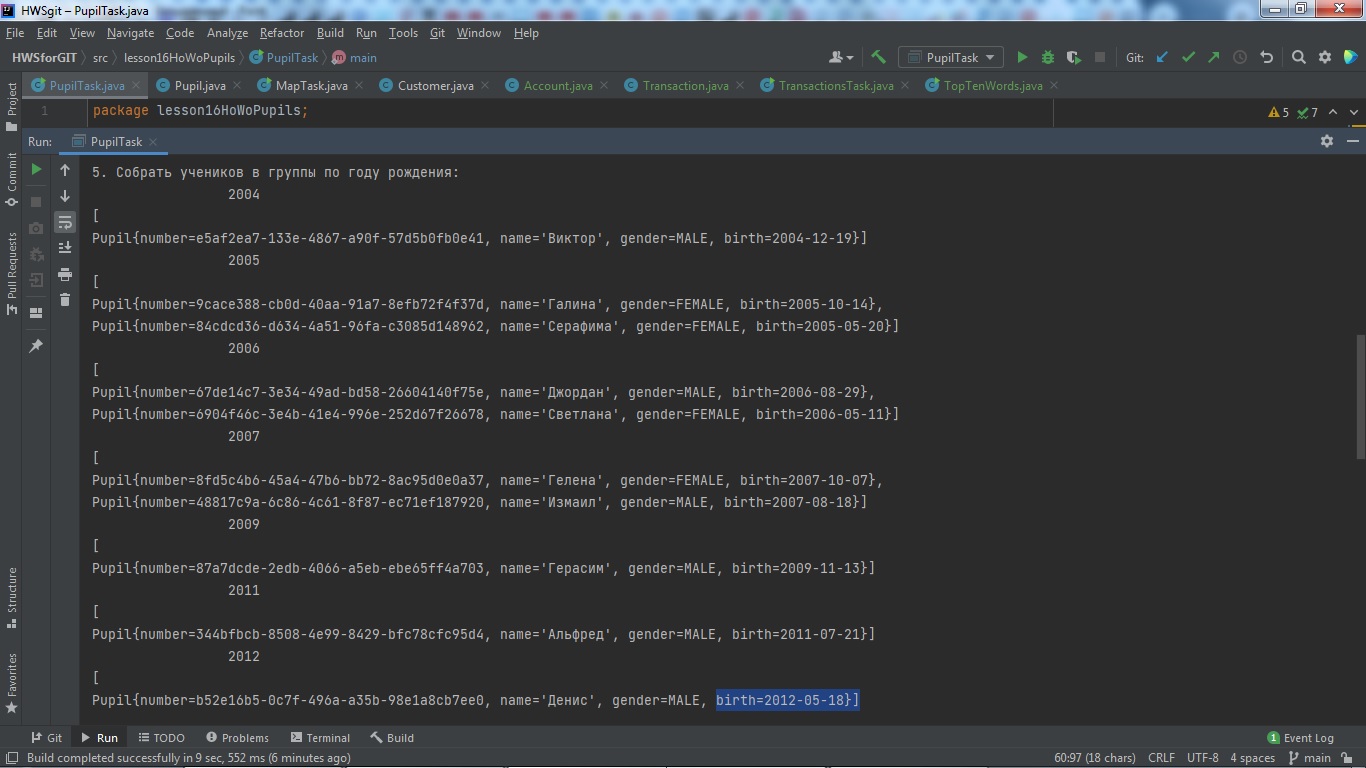 HWSgit – PupilTask.java
File Edit View Navigate Code Analyze Refactor Build Run Tools Git Window Help
HWSforGIT src lesson16HoWoPupils PupilTask main PupilTask Git:
PupilTask.java Pupil.java MapTask.java Customer.java Account.java Transaction.java TransactionsTask.java TopTenWords.java
1 package lesson16HoWoPupils; 5 7
Run: PupilTask
5. Собрать учеников в группы по году рождения:
2004
[
Pupil{number=e5af2ea7-133e-4867-a90f-57d5b0fb0e41, name='Виктор', gender=MALE, birth=2004-12-19}]
2005
[
Pupil{number=9cace388-cb0d-40aa-91a7-8efb72f4f37d, name='Галина', gender=FEMALE, birth=2005-10-14},
Pupil{number=84cdcd36-d634-4a51-96fa-c3085d148962, name='Серафима', gender=FEMALE, birth=2005-05-20}]
2006
[
Pupil{number=67de14c7-3e34-49ad-bd58-26604140f75e, name='Джордан', gender=MALE, birth=2006-08-29},
Pupil{number=6904f46c-3e4b-41e4-996e-252d67f26678, name='Светлана', gender=FEMALE, birth=2006-05-11}]
2007
[
Pupil{number=8fd5c4b6-45a4-47b6-bb72-8ac95d0e0a37, name='Гелена', gender=FEMALE, birth=2007-10-07},
Pupil{number=48817c9a-6c86-4c61-8f87-ec71ef187920, name='Измаил', gender=MALE, birth=2007-08-18}]
2009
[
Pupil{number=87a7dcde-2edb-4066-a5eb-ebe65ff4a703, name='Герасим', gender=MALE, birth=2009-11-13}]
2011
[
Pupil{number=344bfbcb-8508-4e99-8429-bfc78cfc95d4, name='Альфред', gender=MALE, birth=2011-07-21}]
2012
[
Pupil{number=b52e16b5-0c7f-496a-a35b-98e1a8cb7ee0, name='Денис', gender=MALE, birth=2012-05-18}]
Project
Commit
Pull Requests
Structure
Favorites
Git Run TODO Problems Terminal Build 1 Event Log
Build completed successfully in 9 sec, 552 ms (6 minutes ago) 60:97 (18 chars) CRLF UTF-8 4 spaces main